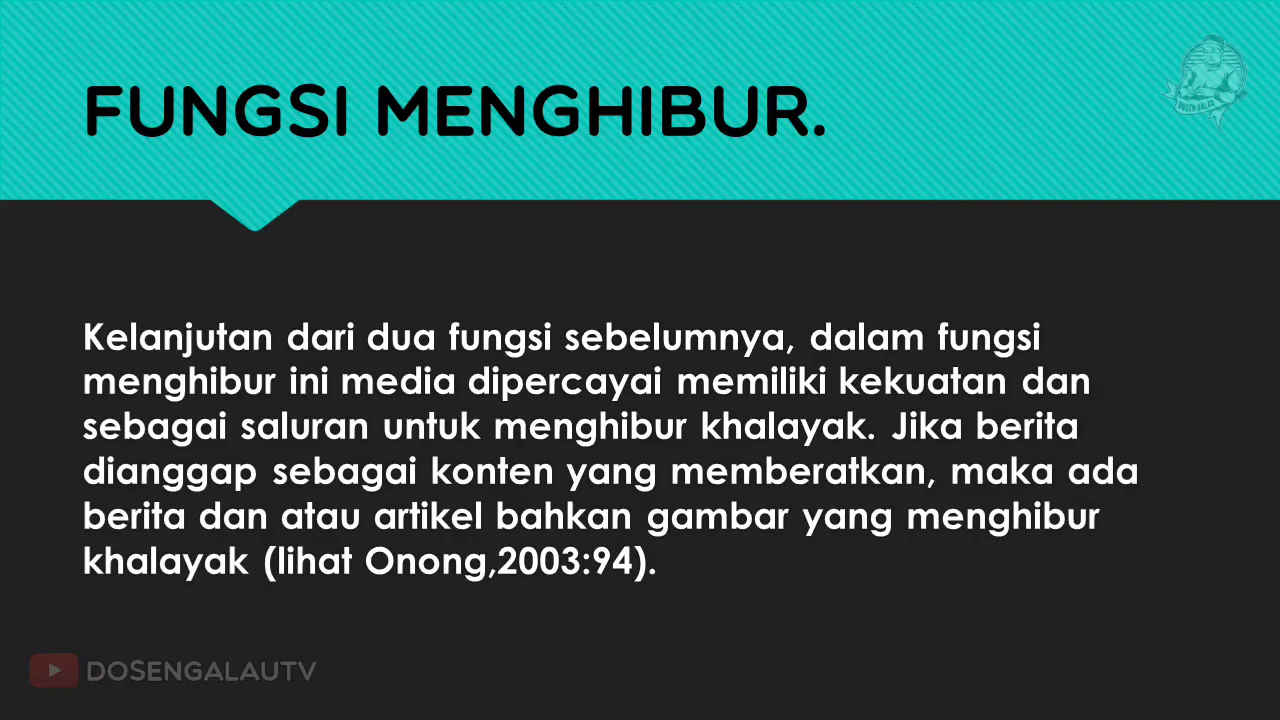 FUNGSI MENGHIBUR.
DOSEN GALAU
Kelanjutan dari dua fungsi sebelumnya, dalam fungsi
menghibur ini media dipercayai memiliki kekuatan dan
sebagai saluran untuk menghibur khalayak. Jika berita
dianggap sebagai konten yang memberatkan, maka ada
berita dan atau artikel bahkan gambar yang menghibur
khalayak (lihat Onong,2003:94).
DOSENGALAUTV